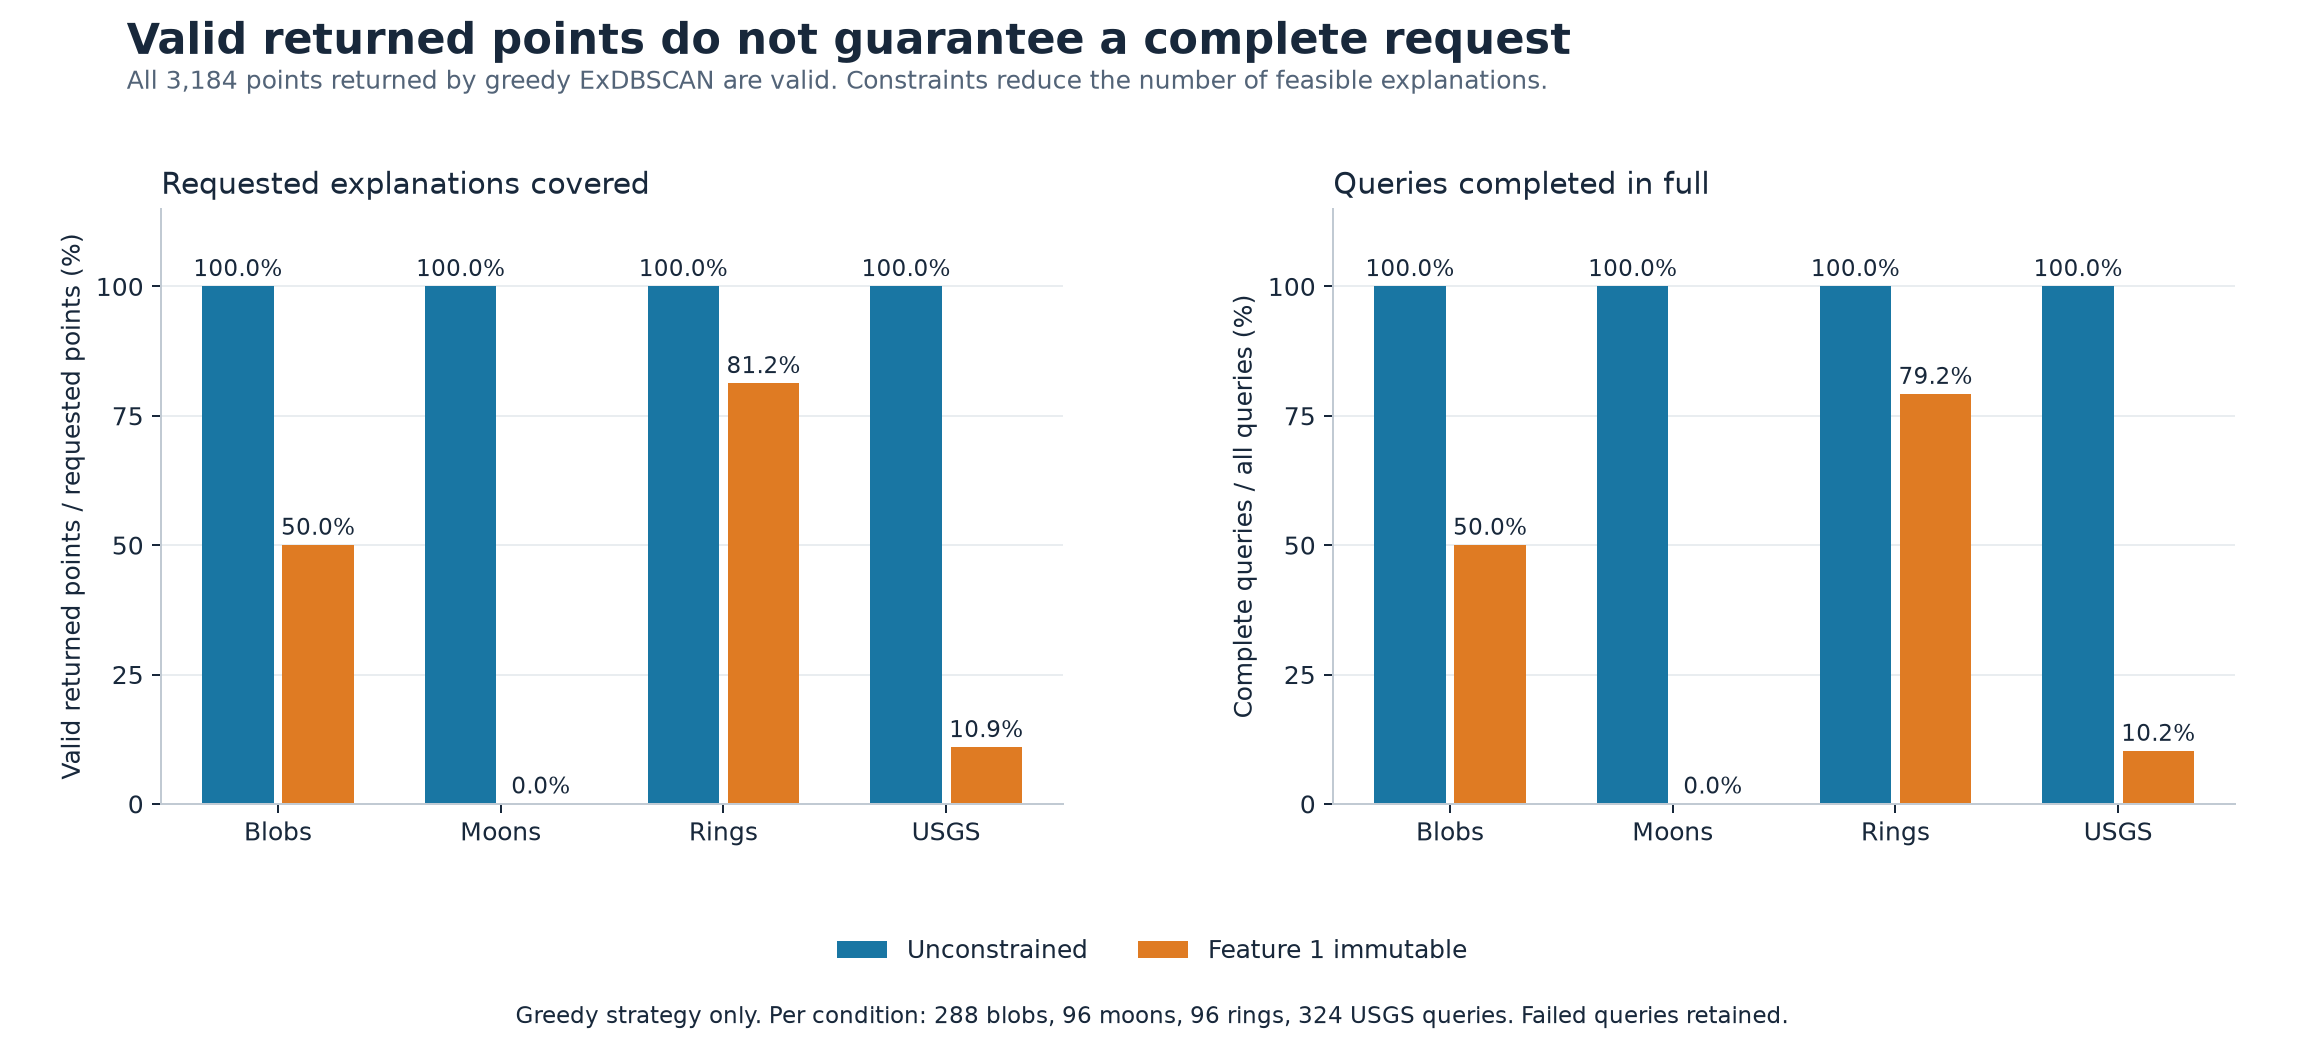 Valid returned points do not guarantee a complete request
All 3,184 points returned by greedy ExDBSCAN are valid. Constraints reduce the number of feasible explanations.
Requested explanations covered
Valid returned points / requested points (%)
100
75
50
25
0
100.0%
50.0%
100.0%
0.0%
100.0%
81.2%
100.0%
10.9%
Blobs
Moons
Rings
USGS
Queries completed in full
Complete queries / all queries (%)
100
75
50
25
0
100.0%
50.0%
100.0%
0.0%
100.0%
79.2%
100.0%
10.2%
Blobs
Moons
Rings
USGS
Unconstrained
Feature 1 immutable
Greedy strategy only. Per condition: 288 blobs, 96 moons, 96 rings, 324 USGS queries. Failed queries retained.